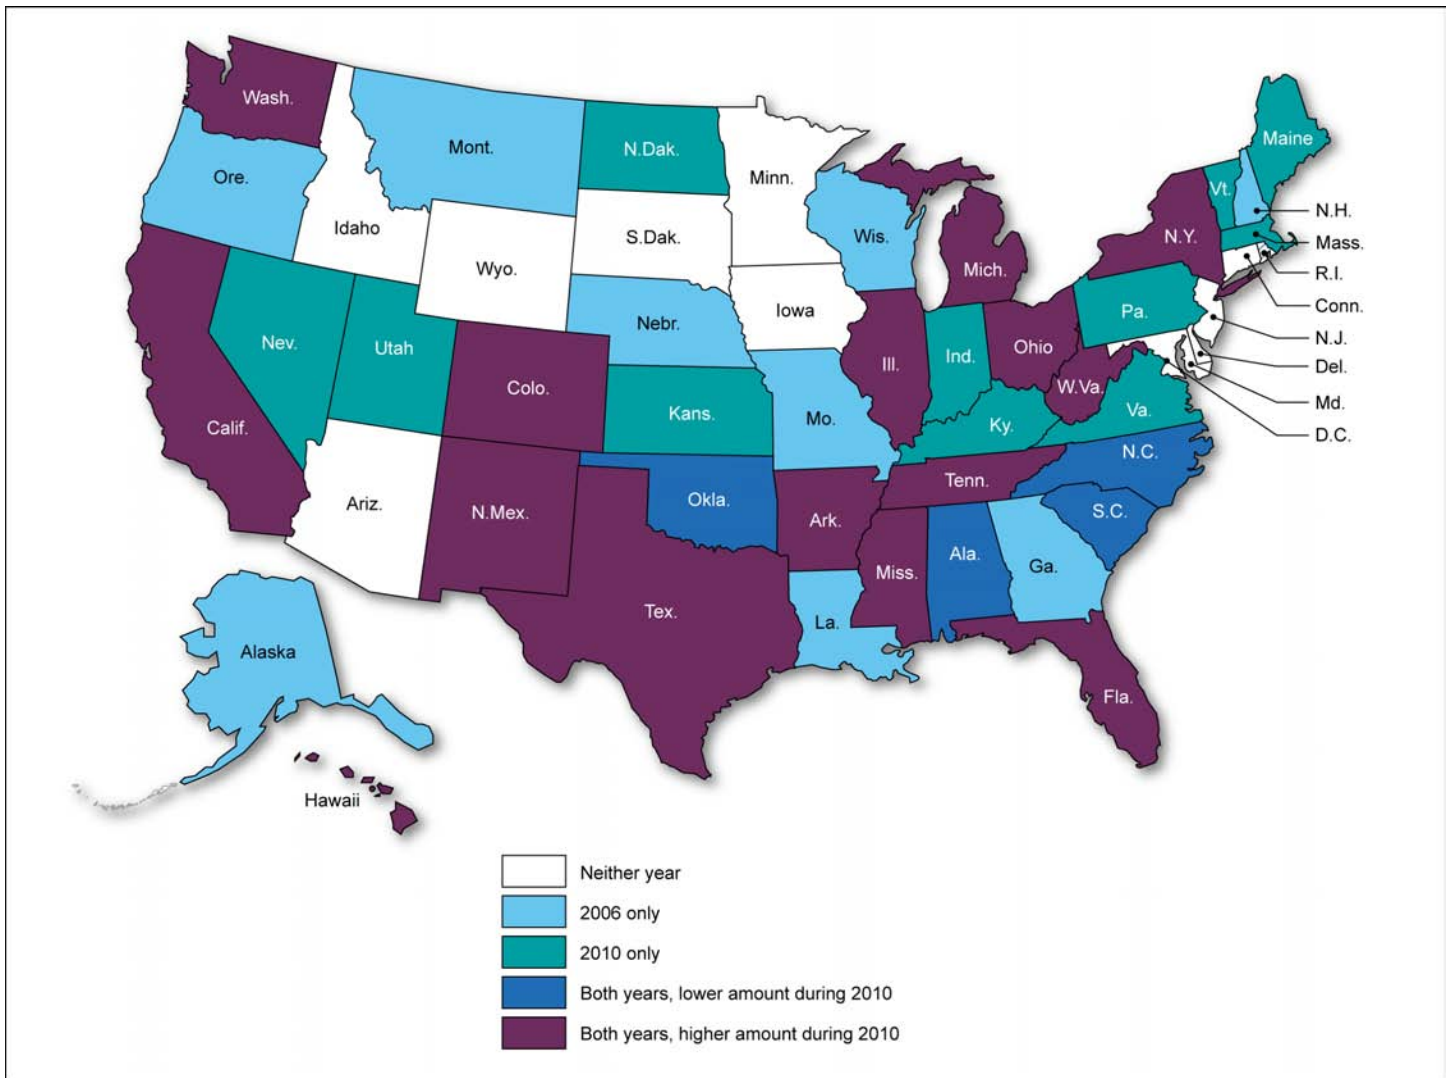 Wash.
Mont.
N.Dak.
Minn.
Maine
Ore.
Idaho
Wyo.
S.Dak.
Wis.
Mich.
N.Y.
Vt.
N.H.
Mass.
R.I.
Conn.
N.J.
Del.
Md.
D.C.
Iowa
Nebr.
Pa.
Nev.
Utah
Colo.
Kans.
Mo.
Ill.
Ind.
Ohio
W.Va.
Va.
Ky.
Calif.
Ariz.
N.Mex.
Okla.
Ark.
Tenn.
N.C.
S.C.
Miss.
Ala.
Ga.
Tex.
La.
Fla.
Alaska
Hawaii
Neither year
2006 only
2010 only
Both years, lower amount during 2010
Both years, higher amount during 2010